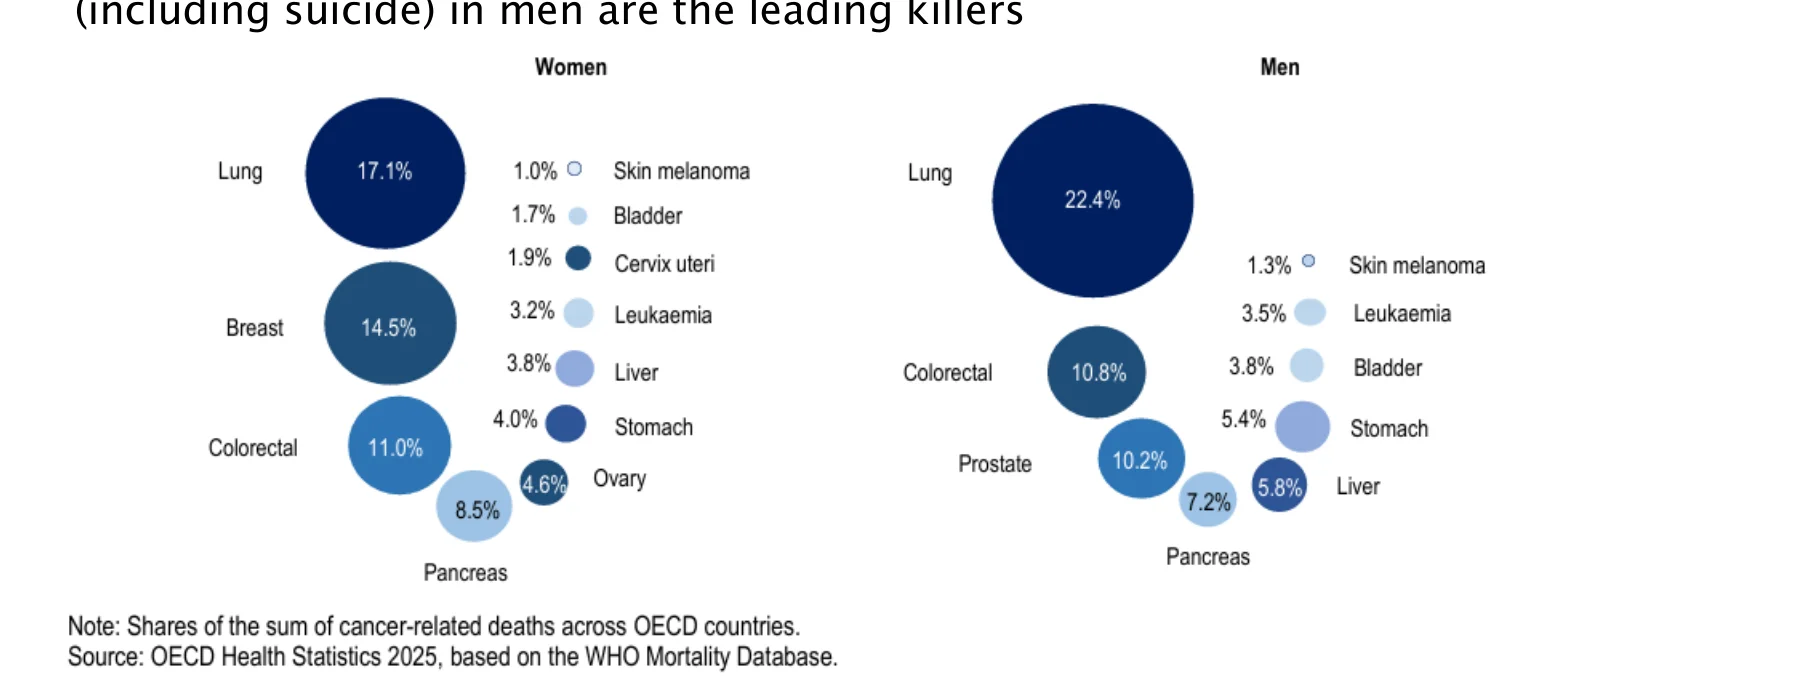 (including suicide) in men are the leading killers
Women
Lung
17.1%
1.0%
Skin melanoma
1.7%
Bladder
1.9%
Cervix uteri
3.2%
Leukaemia
Breast
14.5%
3.8%
Liver
4.0%
Stomach
Colorectal
11.0%
4.6%
Ovary
8.5%
Pancreas
Men
Lung
22.4%
1.3%
Skin melanoma
3.5%
Leukaemia
Colorectal
10.8%
3.8%
Bladder
5.4%
Stomach
Prostate
10.2%
7.2%
5.8%
Liver
Pancreas
Note: Shares of the sum of cancer-related deaths across OECD countries.
Source: OECD Health Statistics 2025, based on the WHO Mortality Database.